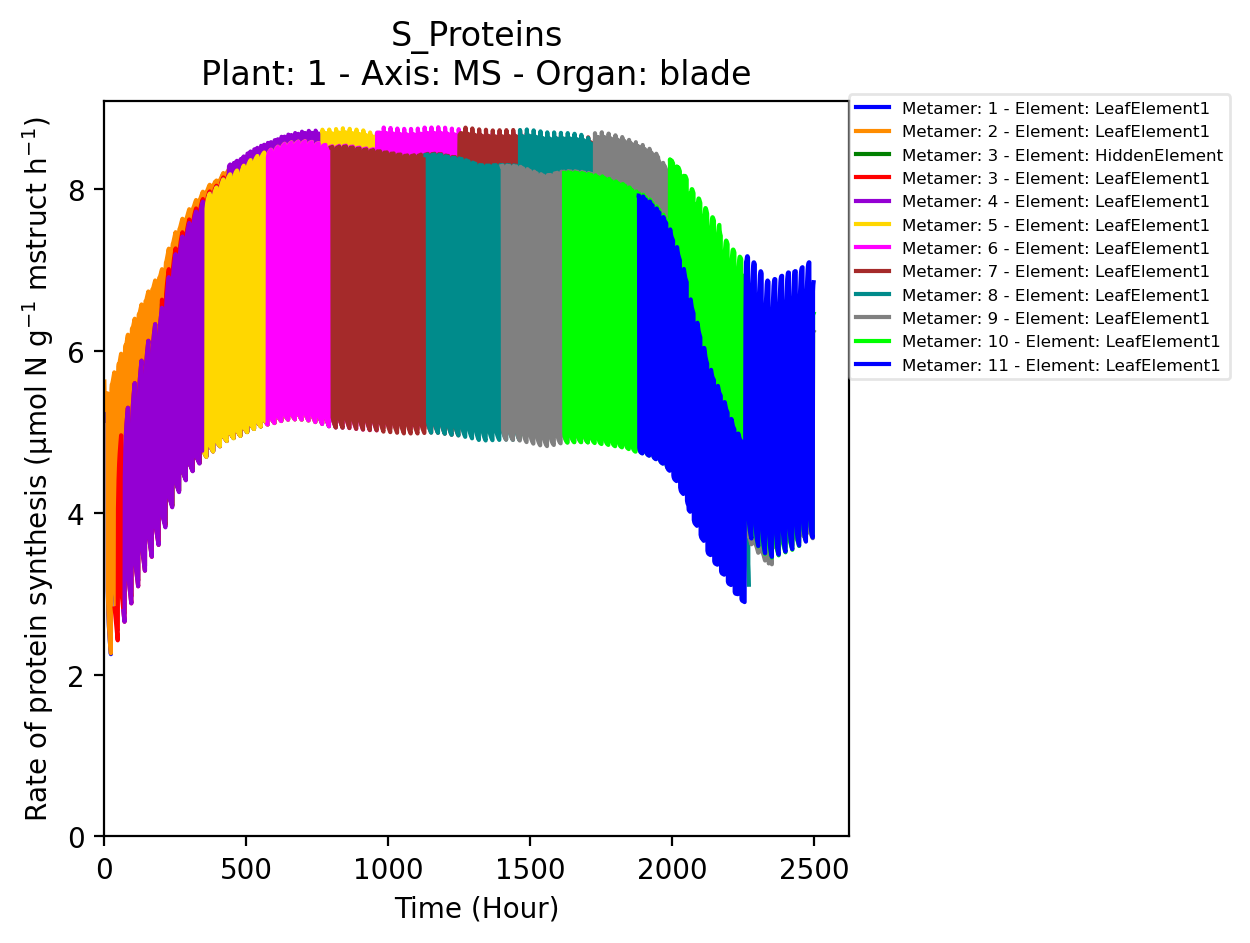 S_Proteins
Plant: 1 - Axis: MS - Organ: blade
Rate of protein synthesis (µmol N g⁻¹ mstruct h⁻¹)
8
6
4
2
0
0 500 1000 1500 2000 2500
Time (Hour)
Metamer: 1 - Element: LeafElement1
Metamer: 2 - Element: LeafElement1
Metamer: 3 - Element: HiddenElement
Metamer: 3 - Element: LeafElement1
Metamer: 4 - Element: LeafElement1
Metamer: 5 - Element: LeafElement1
Metamer: 6 - Element: LeafElement1
Metamer: 7 - Element: LeafElement1
Metamer: 8 - Element: LeafElement1
Metamer: 9 - Element: LeafElement1
Metamer: 10 - Element: LeafElement1
Metamer: 11 - Element: LeafElement1